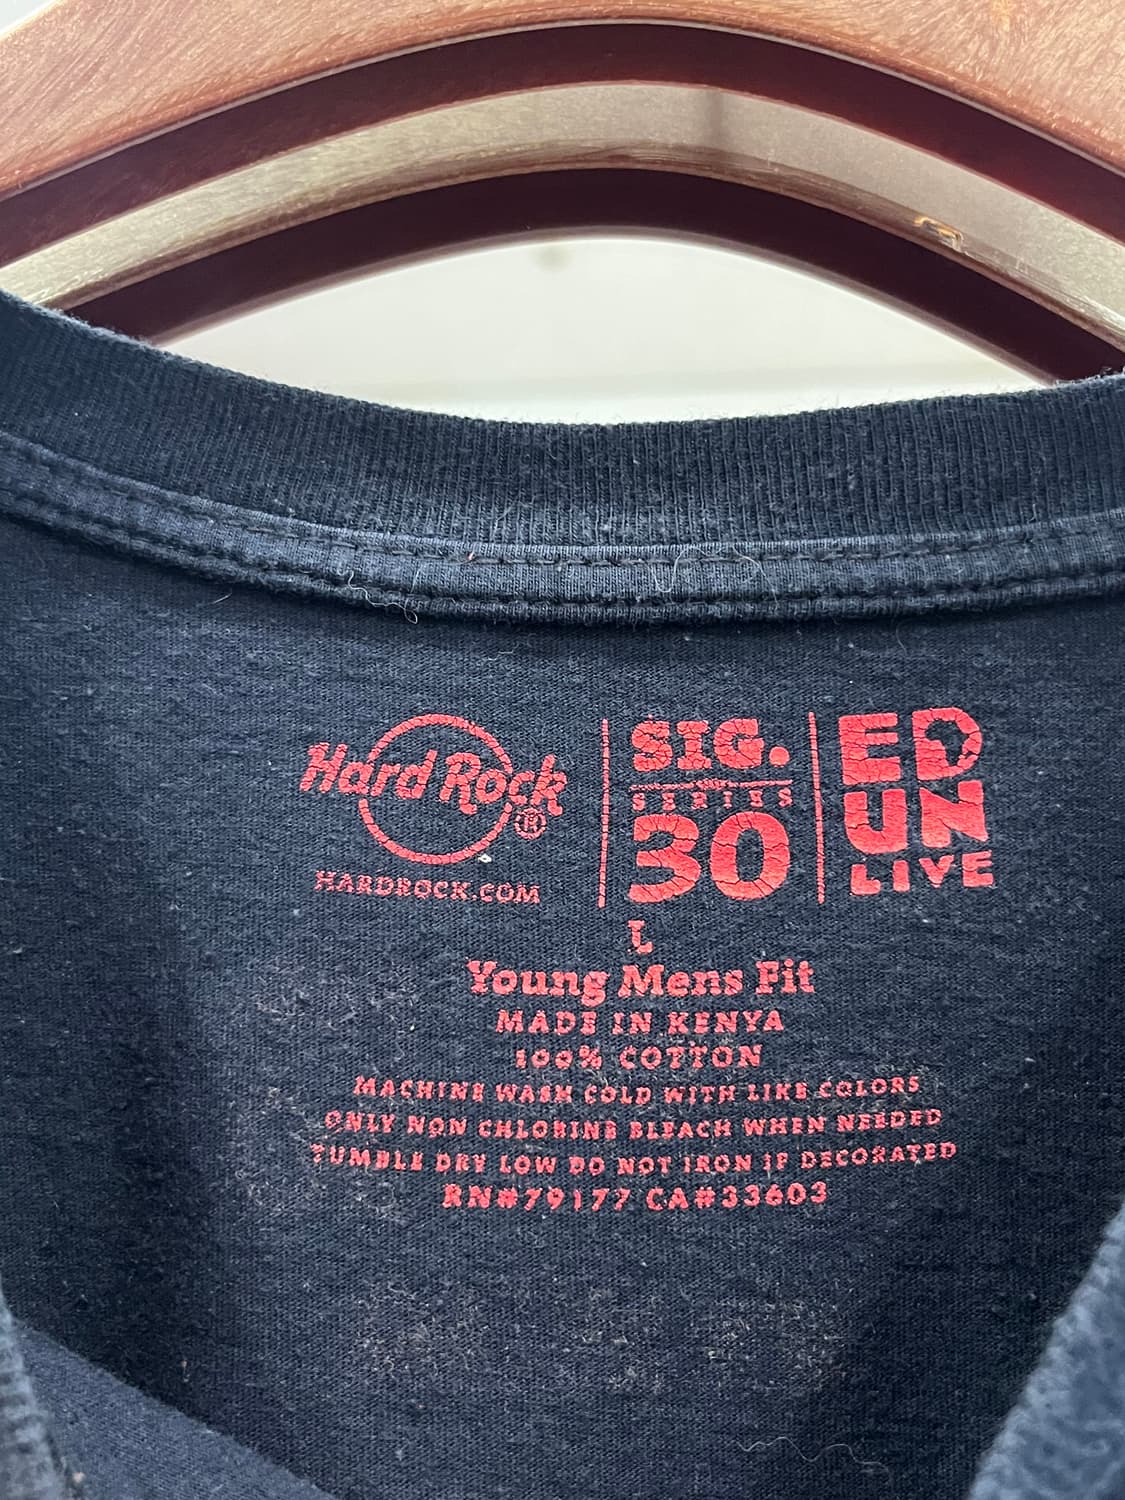 Hard Rock ®
HARDROCK.COM
SIG.
SERIES
30
ED
UN
LIVE
L
Young Mens Fit
MADE IN KENYA
100% COTTON
MACHINE WASH COLD WITH LIKE COLORS
ONLY NON CHLORINE BLEACH WHEN NEEDED
TUMBLE DRY LOW DO NOT IRON IF DECORATED
RN#79177 CA#33603